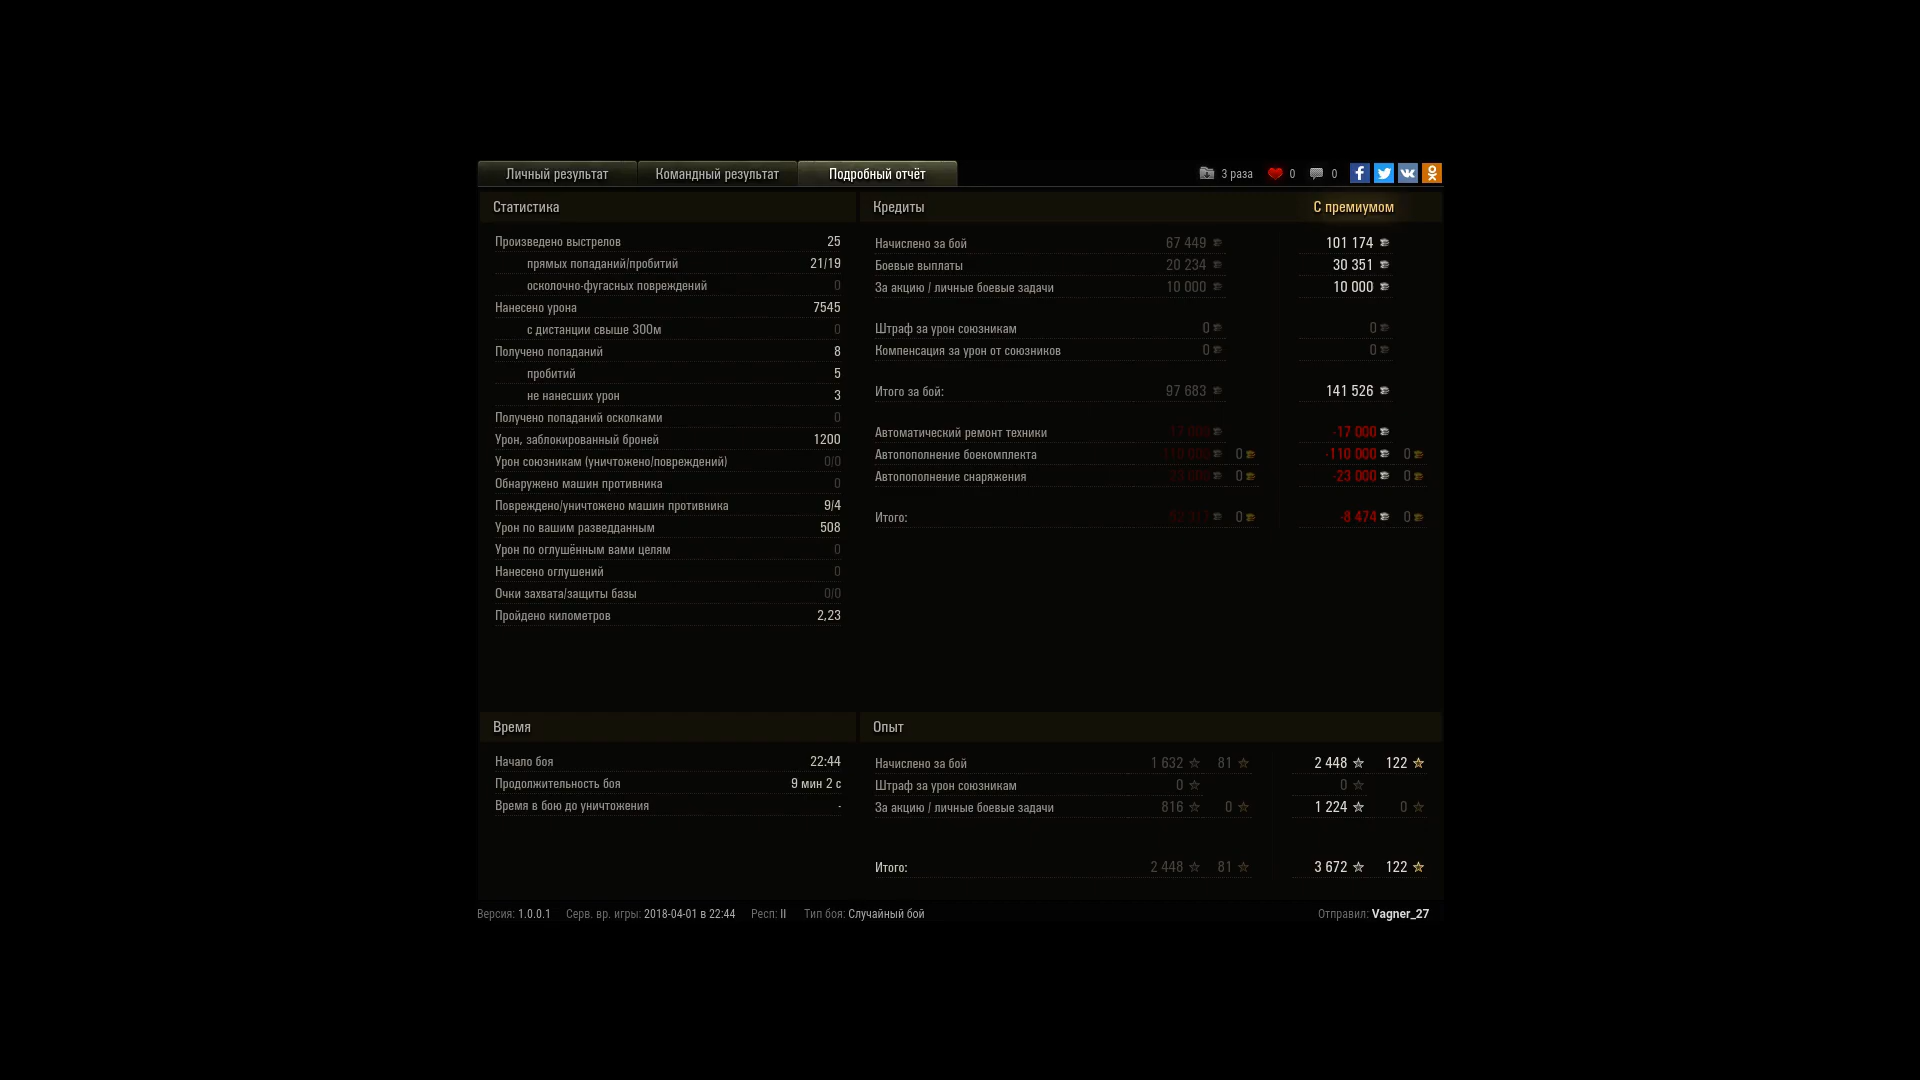 Личный результат Командный результат Подробный отчёт 3 раза 0 0
Статистика
Произведено выстрелов 25
прямых попаданий/пробитий 21/19
осколочно-фугасных повреждений 0
Нанесено урона 7545
с дистанции свыше 300м 0
Получено попаданий 8
пробитий 5
не нанесших урон 3
Получено попаданий осколками 0
Урон, заблокированный броней 1200
Урон союзникам (уничтожено/повреждений) 0/0
Обнаружено машин противника 0
Повреждено/уничтожено машин противника 9/4
Урон по вашим разведданным 508
Урон по оглушённым вами целям 0
Нанесено оглушений 0
Очки захвата/защиты базы 0/0
Пройдено километров 2,23
Кредиты С премиумом
Начислено за бой 67 449 101 174
Боевые выплаты 20 234 30 351
За акцию / личные боевые задачи 10 000 10 000
Штраф за урон союзникам 0 0
Компенсация за урон от союзников 0 0
Итого за бой: 97 683 141 526
Автоматический ремонт техники -17 000 -17 000
Автопополнение боекомплекта -110 000 0 -110 000 0
Автопополнение снаряжения -23 000 0 -23 000 0
Итого: 0 -8 474 0
Время
Начало боя 22:44
Продолжительность боя 9 мин 2 с
Время в бою до уничтожения -
Опыт
Начислено за бой 1 632 81 2 448 122
Штраф за урон союзникам 0 0
За акцию / личные боевые задачи 816 0 1 224 0
Итого: 2 448 81 3 672 122
Версия: 1.0.0.1 Серв. вр. игры: 2018-04-01 в 22:44 Респ: II Тип боя: Случайный бой Отправил: Vagner_27